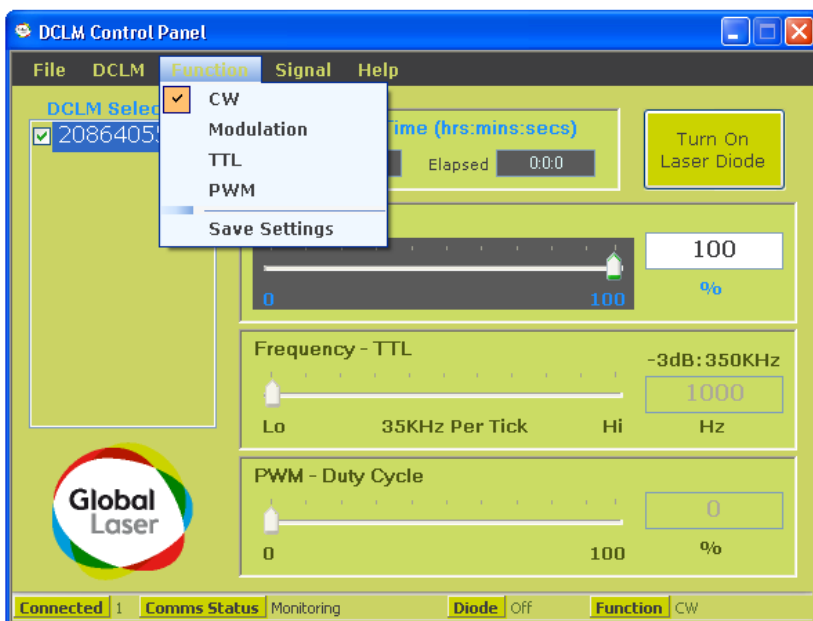 DCLM Control Panel
File DCLM Function Signal Help
DCLM Selec
2086405
CW
Modulation
TTL
PWM
Save Settings
Time (hrs:mins:secs)
Elapsed 0:0:0
Turn On
Laser Diode
100
%
0 100
Frequency - TTL
-3dB:350KHz
1000
Lo 35KHz Per Tick Hi Hz
PWM - Duty Cycle
0
0 100 %
Global
Laser
Connected 1 Comms Status Monitoring Diode Off Function CW